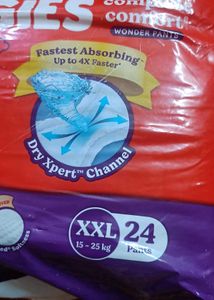 GIES
complete
comfort
WONDER PANTS
Fastest Absorbing
Up to 4X Faster*
Dry Xpert™ Channel
XXL
15 - 25 kg
24
Pants